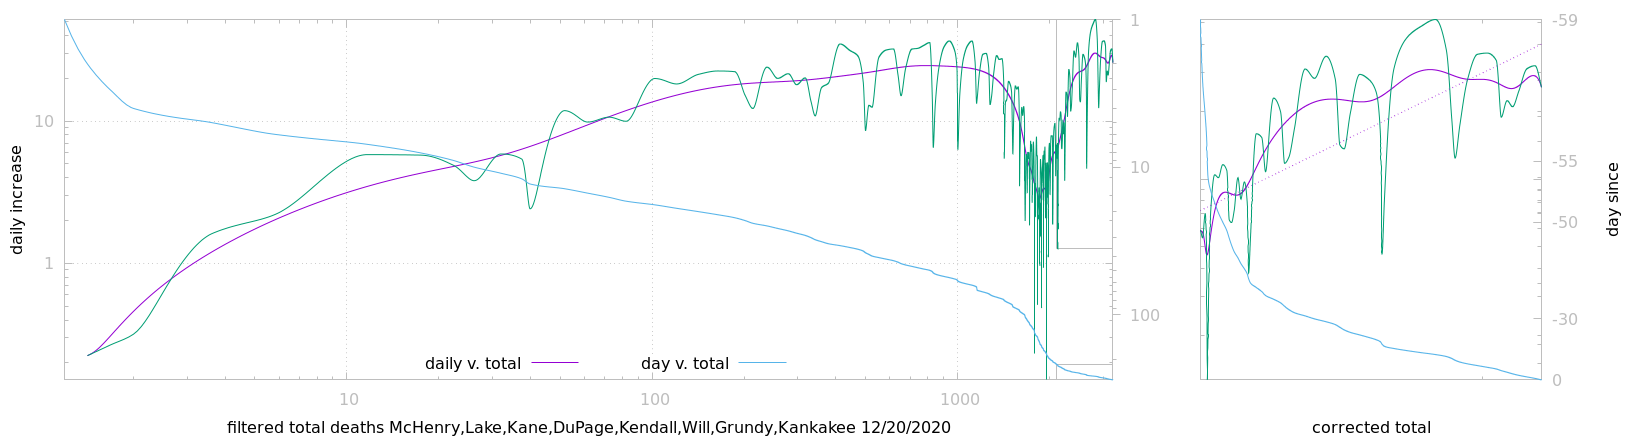 1
-59
10
10
-55
-50
daily increase
day since
1
100
-30
daily v. total
day v. total
0
10
100
1000
filtered total deaths McHenry,Lake,Kane,DuPage,Kendall,Will,Grundy,Kankakee 12/20/2020
corrected total